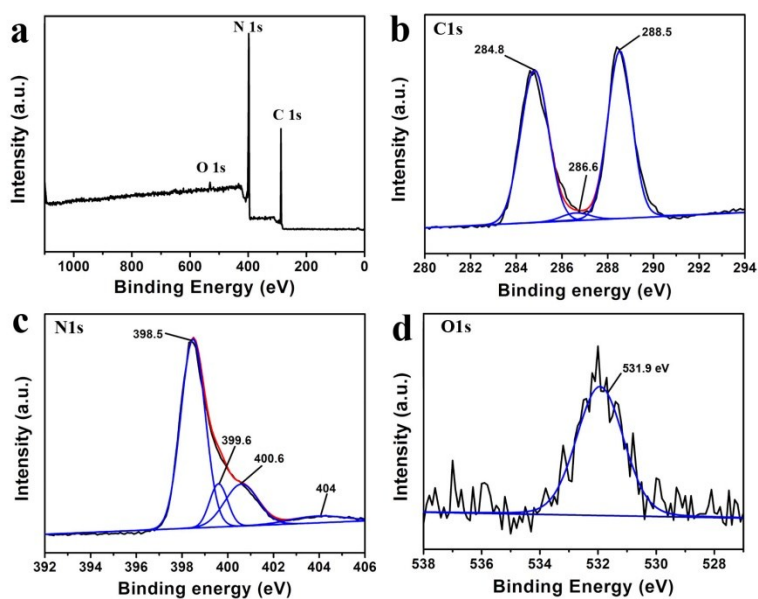 a
N 1s
C 1s
O 1s
Intensity (a.u.)
1000 800 600 400 200 0
Binding Energy (eV)
b
C1s
284.8
288.5
286.6
Intensity (a.u.)
280 282 284 286 288 290 292 294
Binding Energy (eV)
c
N1s
398.5
399.6
400.6
404
Intensity (a.u.)
392 394 396 398 400 402 404 406
Binding energy (eV)
d
O1s
531.9 eV
Intensity (a.u.)
538 536 534 532 530 528
Binding Energy (eV)